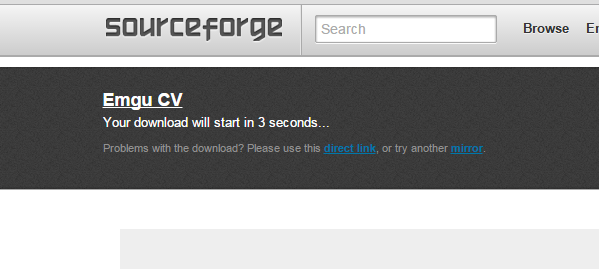 sourceforge
Search
Browse
Emgu CV
Your download will start in 3 seconds...
Problems with the download? Please use this direct link, or try another mirror.